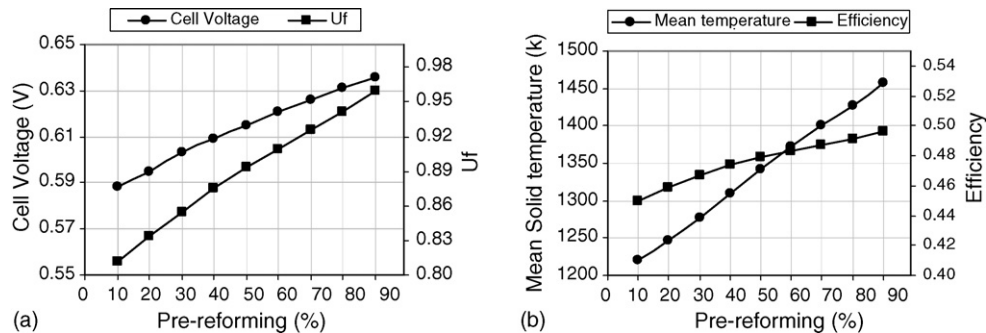 Cell Voltage Uf
0.65
0.63
0.61
0.59
0.57
0.55
Cell Voltage (V)
0.98
0.96
0.92
0.89
0.86
0.83
0.80
Uf
0 10 20 30 40 50 60 70 80 90
Pre-reforming (%)
(a)
Mean temperature Efficiency
1500
1450
1400
1350
1300
1250
1200
Mean Solid temperature (k)
0.54
0.52
0.50
0.48
0.46
0.44
0.42
0.40
Efficiency
0 10 20 30 40 50 60 70 80 90
Pre-reforming (%)
(b)